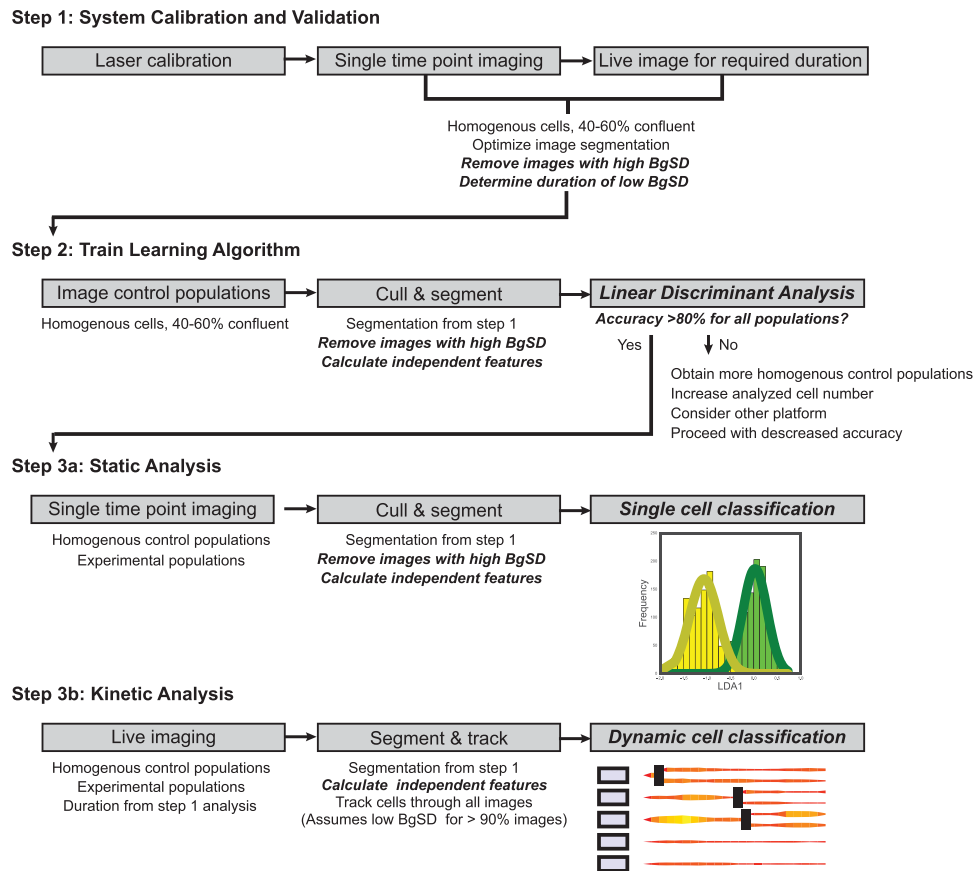 Step 1: System Calibration and Validation
Laser calibration
Single time point imaging
Live image for required duration
Homogenous cells, 40-60% confluent
Optimize image segmentation
Remove images with high BgSD
Determine duration of low BgSD
Step 2: Train Learning Algorithm
Image control populations
Cull & segment
Linear Discriminant Analysis
Homogenous cells, 40-60% confluent
Segmentation from step 1
Remove images with high BgSD
Calculate independent features
Accuracy >80% for all populations?
Yes
No
Obtain more homogenous control populations
Increase analyzed cell number
Consider other platform
Proceed with descreased accuracy
Step 3a: Static Analysis
Single time point imaging
Cull & segment
Single cell classification
Homogenous control populations
Experimental populations
Segmentation from step 1
Remove images with high BgSD
Calculate independent features
Frequency
250
200
150
100
50
LDA1
Step 3b: Kinetic Analysis
Live imaging
Segment & track
Dynamic cell classification
Homogenous control populations
Experimental populations
Duration from step 1 analysis
Segmentation from step 1
Calculate independent features
Track cells through all images
(Assumes low BgSD for > 90% images)